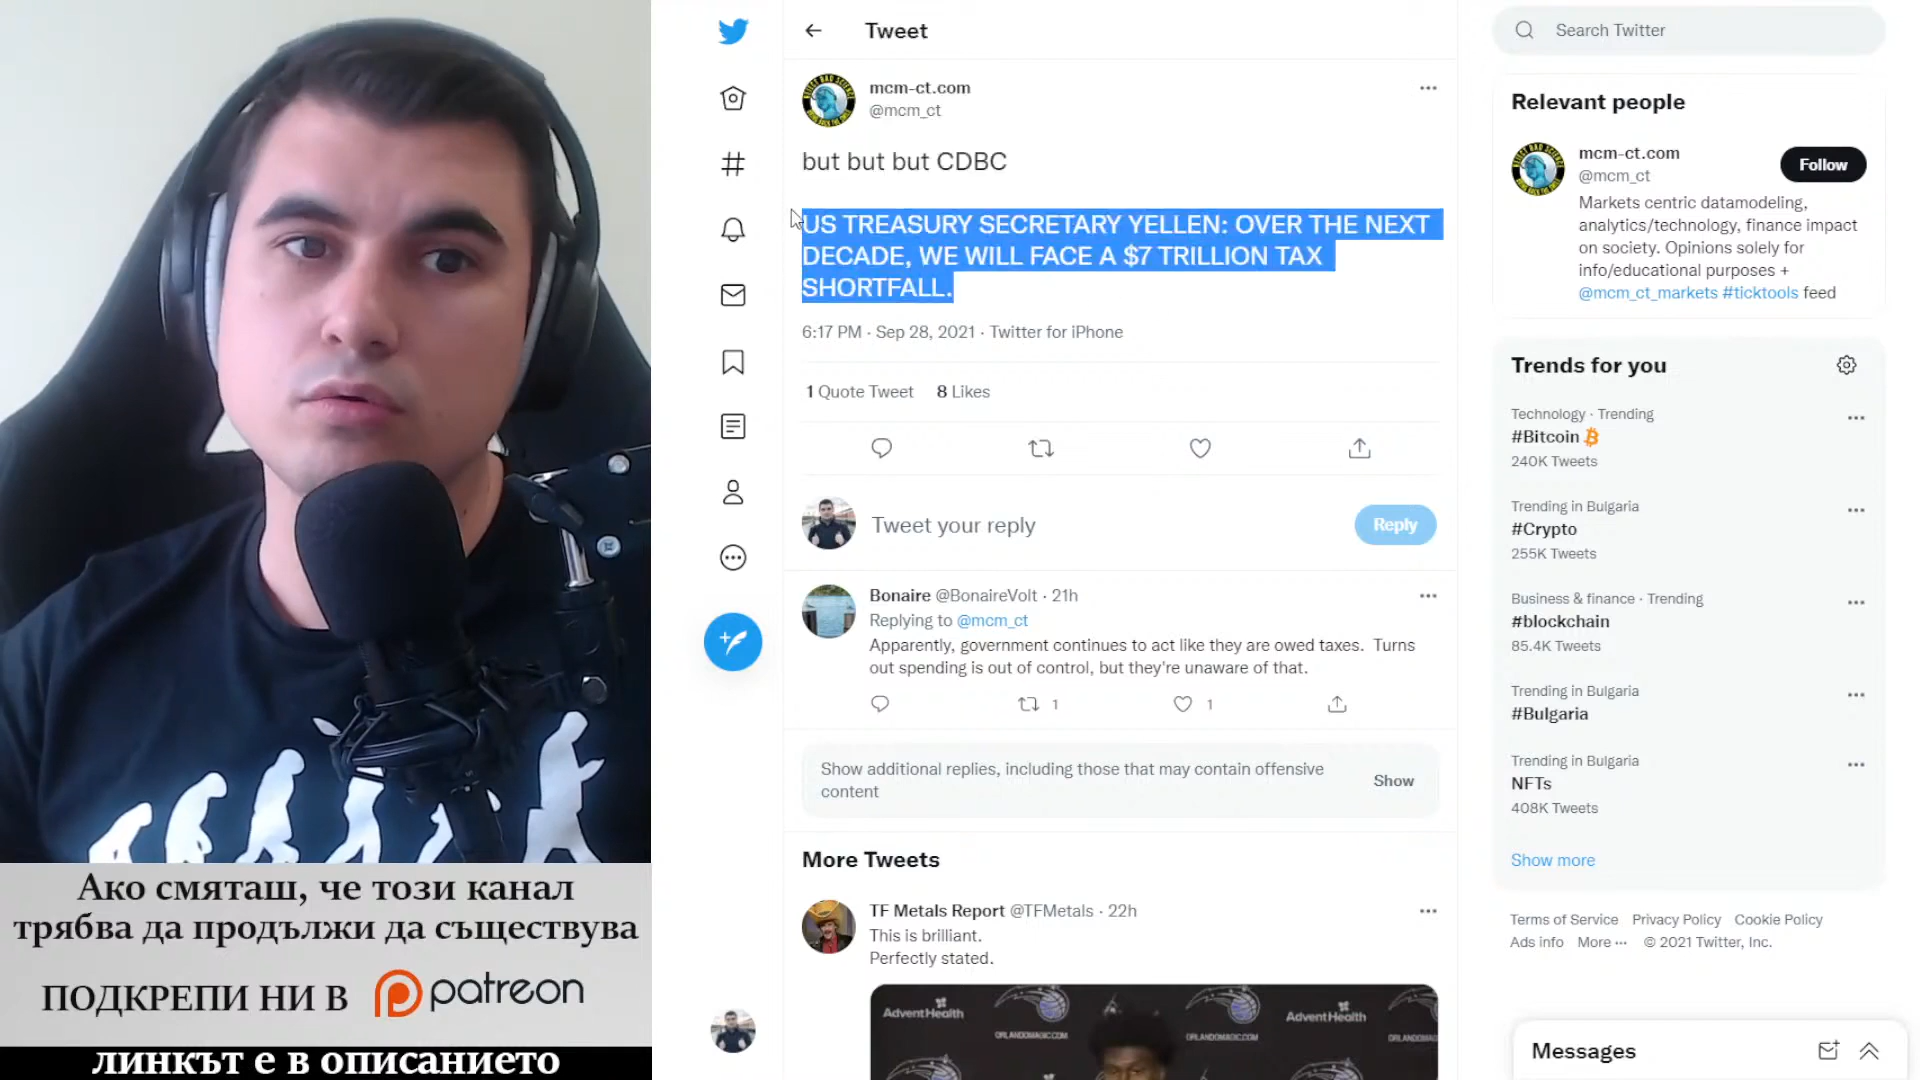 Ако смяташ, че този канал
трябва да продължи да съществува
ПОДКРЕПИ НИ В patreon
линкът е в описанието
Tweet
mcm-ct.com
@mcm_ct
but but but CDBC
US TREASURY SECRETARY YELLEN: OVER THE NEXT
DECADE, WE WILL FACE A $7 TRILLION TAX
SHORTFALL.
6:17 PM · Sep 28, 2021 · Twitter for iPhone
1 Quote Tweet 8 Likes
Tweet your reply
Reply
Bonaire @BonaireVolt · 21h
Replying to @mcm_ct
Apparently, government continues to act like they are owed taxes. Turns
out spending is out of control, but they're unaware of that.
1 1
Show additional replies, including those that may contain offensive
content
Show
More Tweets
TF Metals Report @TFMetals · 22h
This is brilliant.
Perfectly stated.
AdventHealth
ORLANDOMAGIC.COM
ORLANDOMAGIC.COM
AdventHealth
Search Twitter
Relevant people
mcm-ct.com
@mcm_ct
Follow
Markets centric datamodeling,
analytics/technology, finance impact
on society. Opinions solely for
info/educational purposes +
@mcm_ct_markets #ticktools feed
Trends for you
Technology · Trending
#Bitcoin
240K Tweets
Trending in Bulgaria
#Crypto
255K Tweets
Business & finance · Trending
#blockchain
85.4K Tweets
Trending in Bulgaria
#Bulgaria
Trending in Bulgaria
NFTs
408K Tweets
Show more
Terms of Service Privacy Policy Cookie Policy
Ads info More ··· © 2021 Twitter, Inc.
Messages